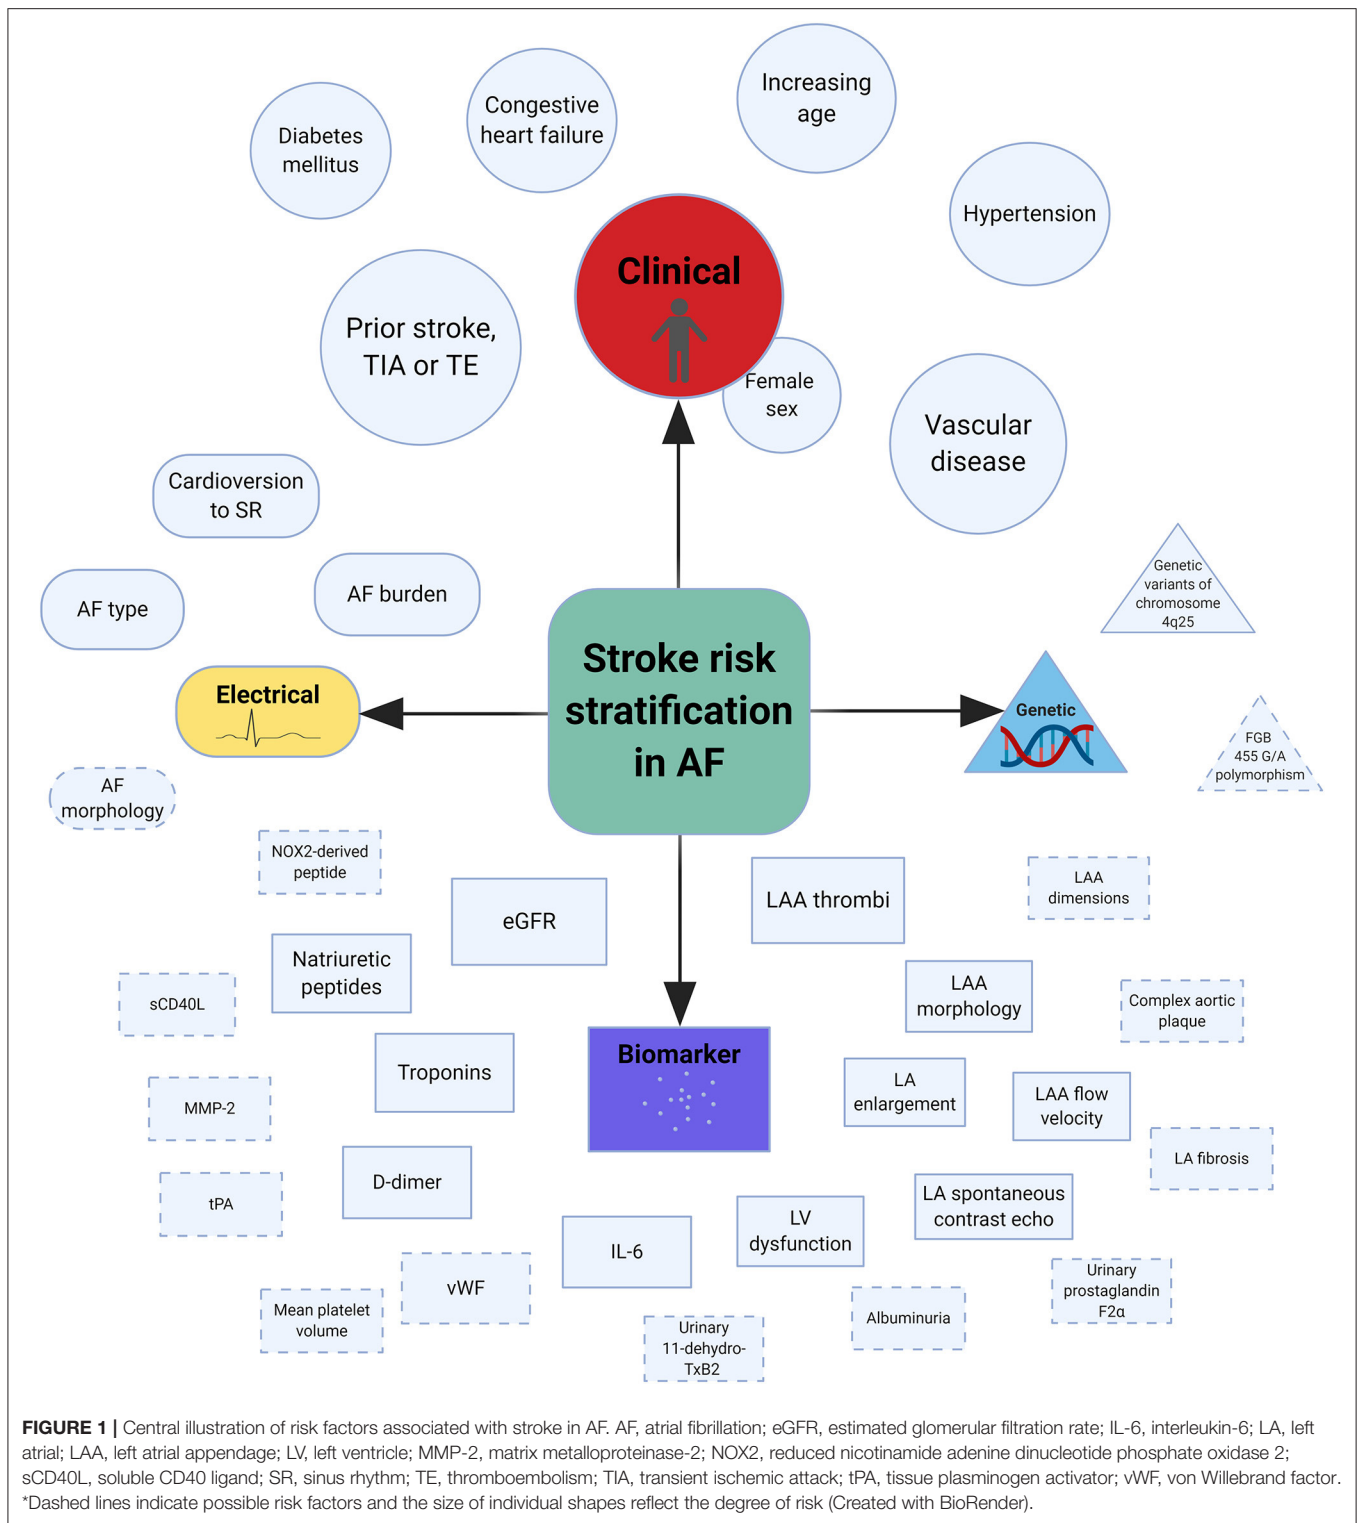 Increasing
age
Congestive
heart failure
Diabetes
mellitus
Hypertension
Clinical
Prior stroke,
TIA or TE
Female
sex
Vascular
disease
Cardioversion
to SR
AF type
AF burden
Genetic
variants of
chromosome
4q25
Stroke risk
stratification
in AF
Electrical
Genetic
FGB
455 G/A
polymorphism
AF
morphology
NOX2-derived
peptide
eGFR
LAA thrombi
LAA
dimensions
Natriuretic
peptides
sCD40L
LAA
morphology
Complex aortic
plaque
Biomarker
Troponins
MMP-2
LA
enlargement
LAA flow
velocity
LA fibrosis
D-dimer
tPA
LA spontaneous
contrast echo
LV
dysfunction
IL-6
vWF
Mean platelet
volume
Urinary
11-dehydro-
TxB2
Albuminuria
Urinary
prostaglandin
F2α
FIGURE 1 | Central illustration of risk factors associated with stroke in AF. AF, atrial fibrillation; eGFR, estimated glomerular filtration rate; IL-6, interleukin-6; LA, left
atrial; LAA, left atrial appendage; LV, left ventricle; MMP-2, matrix metalloproteinase-2; NOX2, reduced nicotinamide adenine dinucleotide phosphate oxidase 2;
sCD40L, soluble CD40 ligand; SR, sinus rhythm; TE, thromboembolism; TIA, transient ischemic attack; tPA, tissue plasminogen activator; vWF, von Willebrand factor.
*Dashed lines indicate possible risk factors and the size of individual shapes reflect the degree of risk (Created with BioRender).